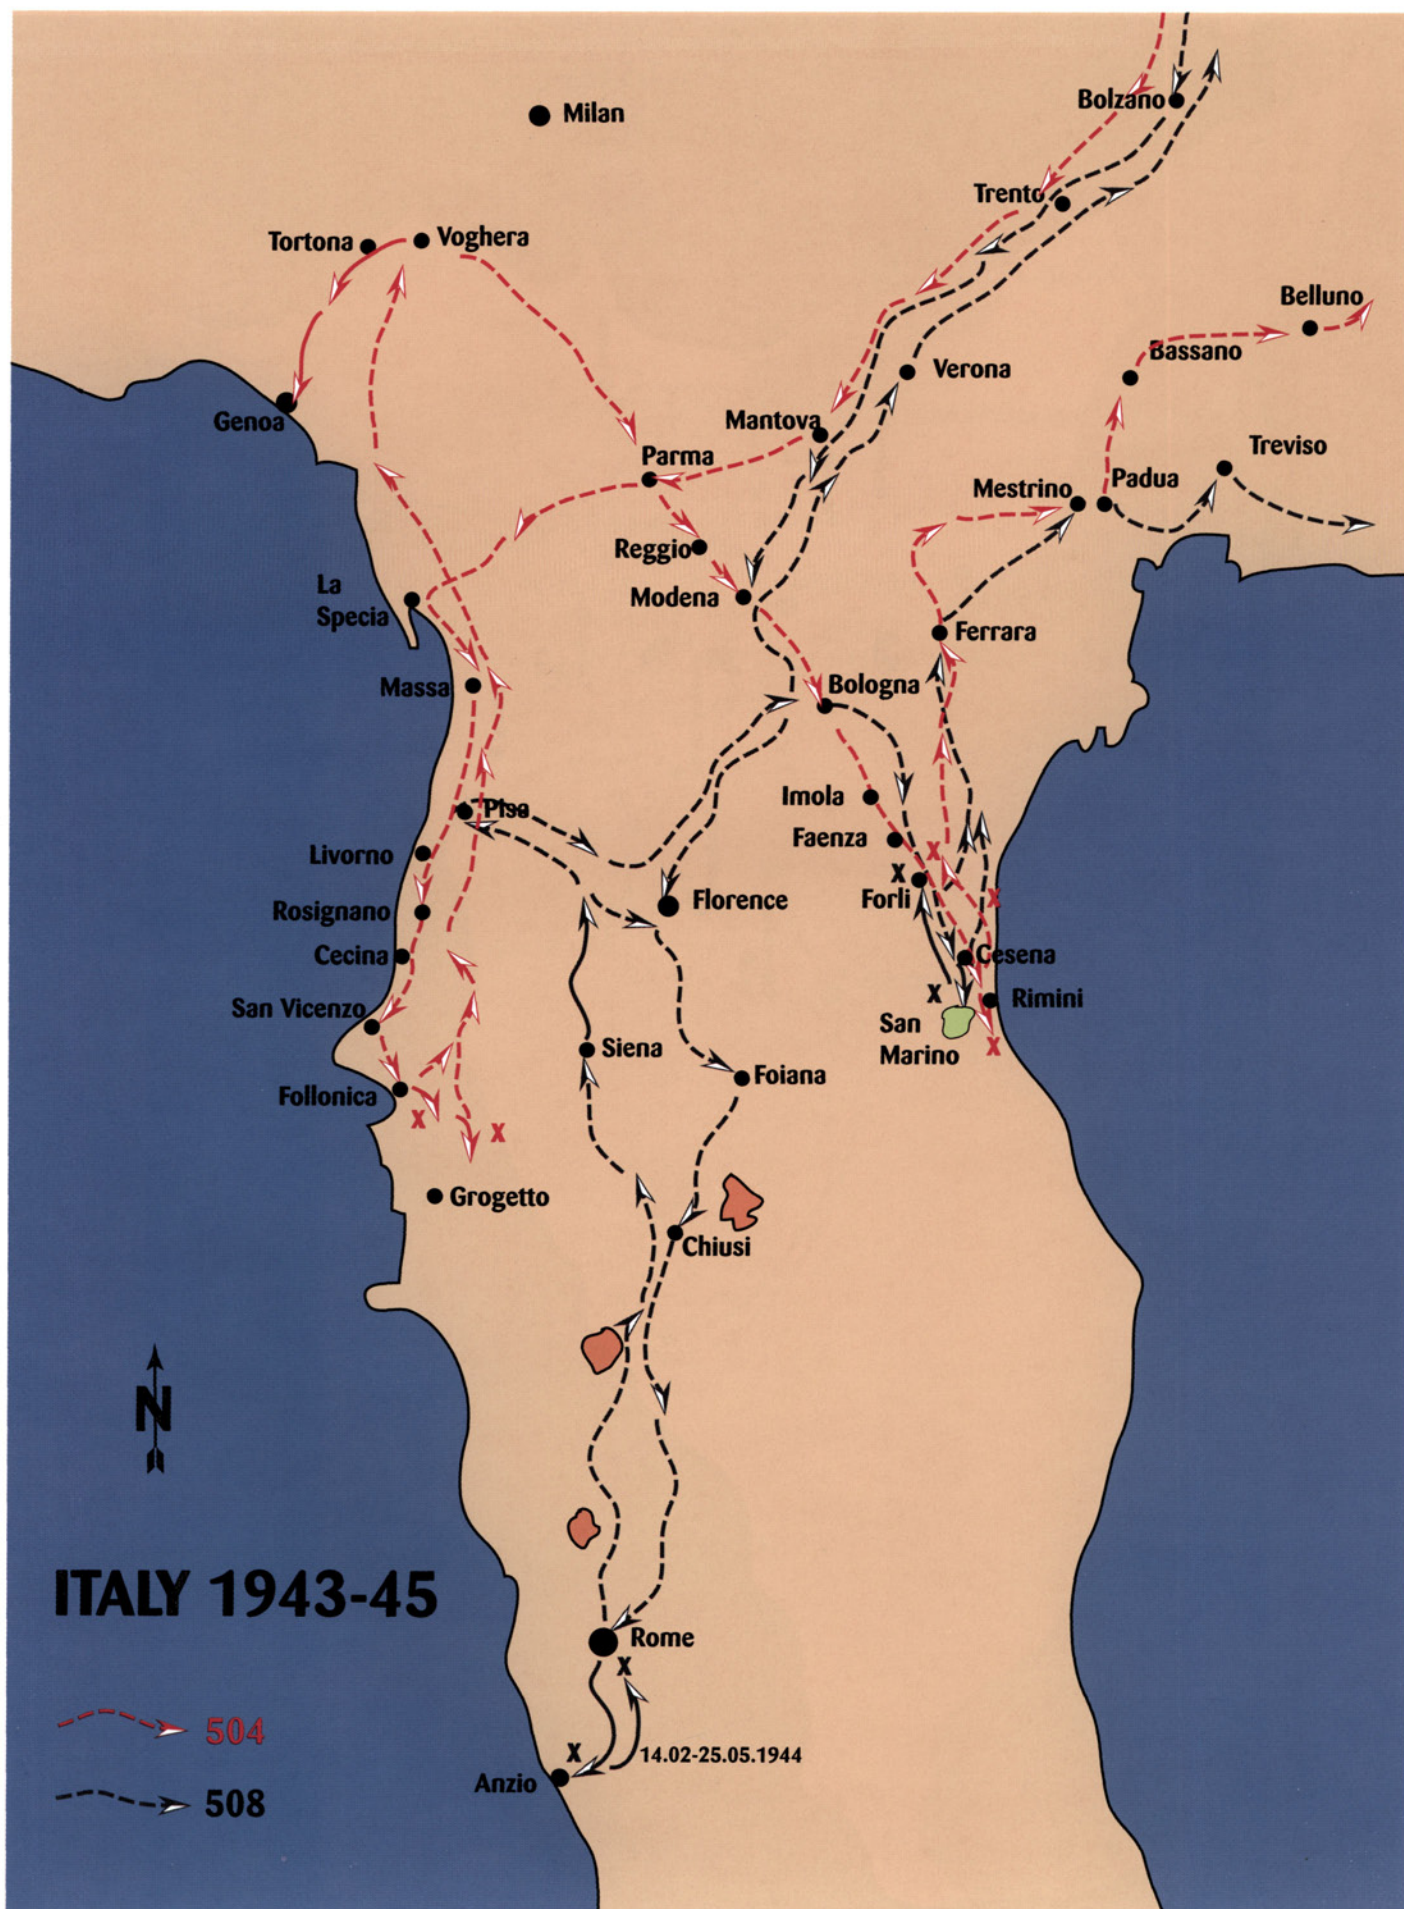 Bolzano
Milan
Trento
Tortona
Voghera
Belluno
Bassano
Verona
Genoa
Mantova
Parma
Treviso
Mestrino
Padua
Reggio
La
Specia
Modena
Ferrara
Massa
Bologna
Imola
Pisa
Faenza
Livorno
X
X
Forli
X
Florence
Rosignano
Cecina
Cesena
X
Rimini
San Vicenzo
San
Marino
X
Siena
Foiana
Follonica
X
X
Grogetto
Chiusi
N
ITALY 1943-45
Rome
X
504
X
14.02-25.05.1944
Anzio
508